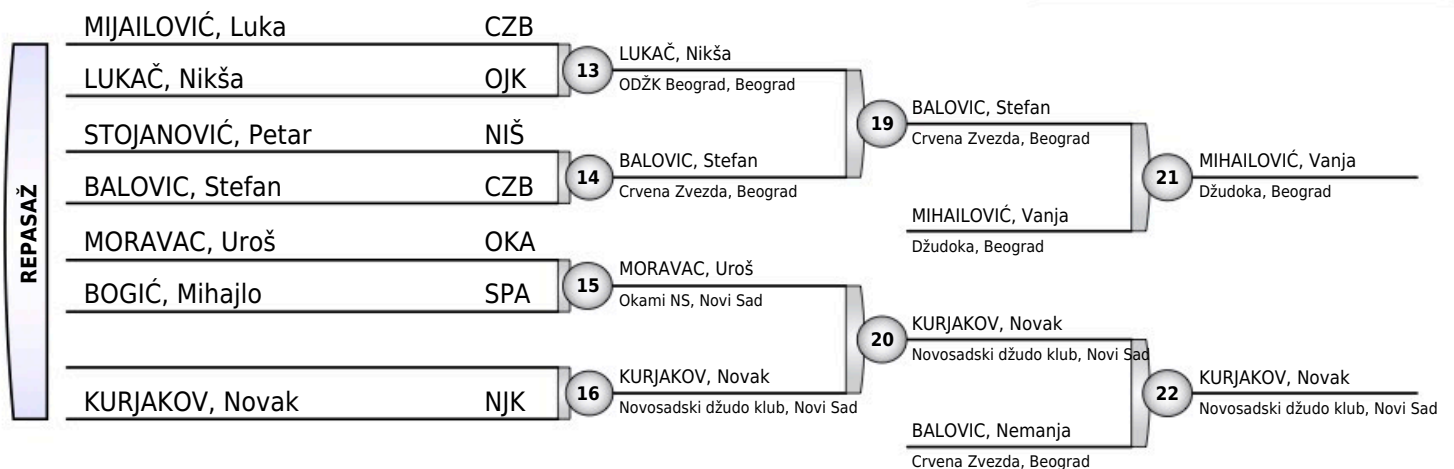 REPASAŽ
MIJAILOVIĆ, Luka CZB
LUKAČ, Nikša OJK
STOJANOVIĆ, Petar NIŠ
BALOVIC, Stefan CZB
MORAVAC, Uroš OKA
BOGIĆ, Mihajlo SPA
KURJAKOV, Novak NJK
13
LUKAČ, Nikša
ODŽK Beograd, Beograd
14
BALOVIC, Stefan
Crvena Zvezda, Beograd
15
MORAVAC, Uroš
Okami NS, Novi Sad
16
KURJAKOV, Novak
Novosadski džudo klub, Novi Sad
19
BALOVIC, Stefan
Crvena Zvezda, Beograd
MIHAILOVIĆ, Vanja
Džudoka, Beograd
20
KURJAKOV, Novak
Novosadski džudo klub, Novi Sad
BALOVIC, Nemanja
Crvena Zvezda, Beograd
21
MIHAILOVIĆ, Vanja
Džudoka, Beograd
22
KURJAKOV, Novak
Novosadski džudo klub, Novi Sad